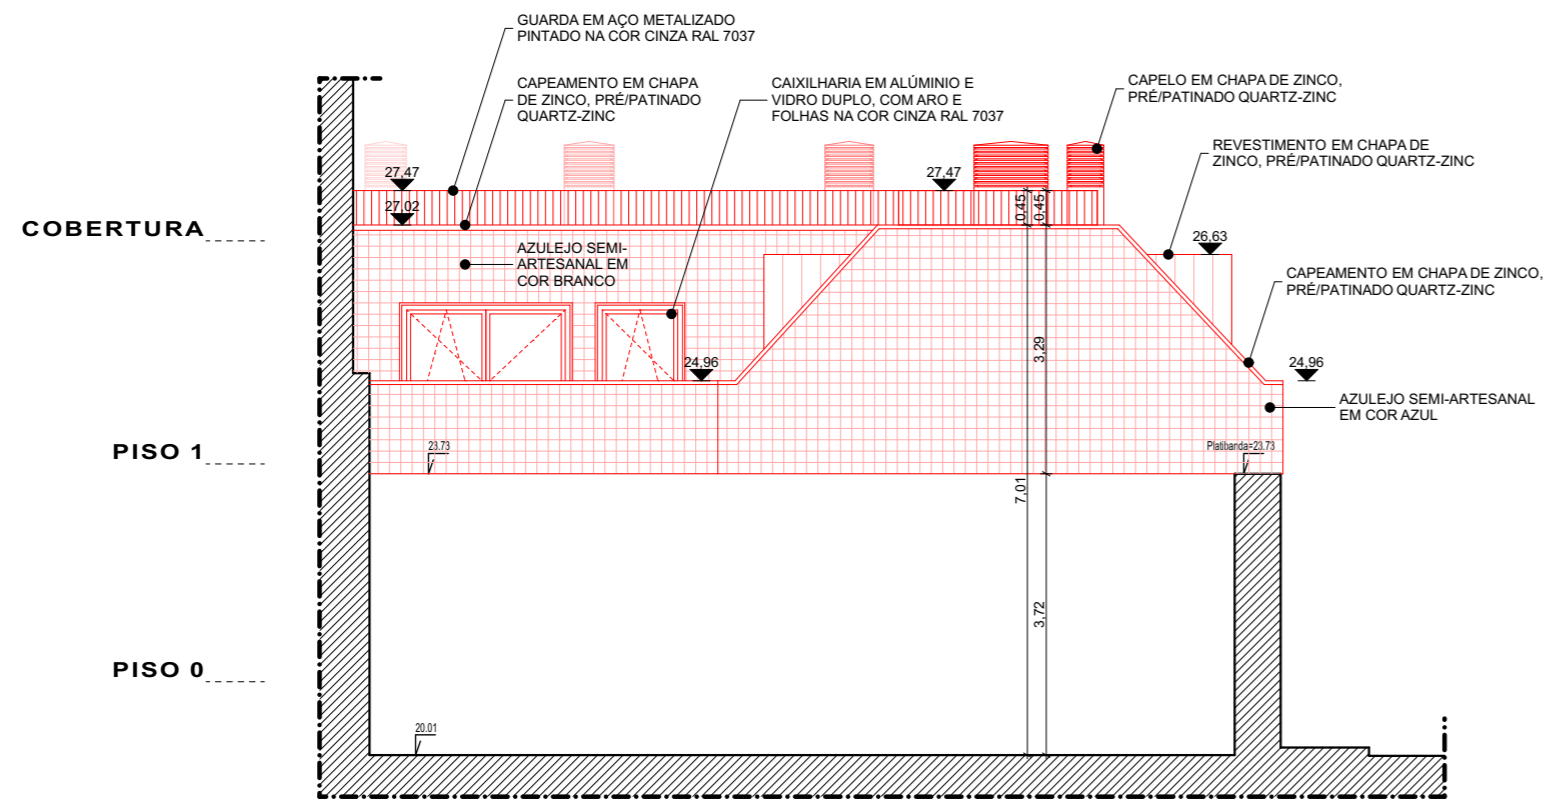 GUARDA EM AÇO METALIZADO
PINTADO NA COR CINZA RAL 7037
CAPEAMENTO EM CHAPA
DE ZINCO, PRÉ/PATINADO
QUARTZ-ZINC
CAIXILHARIA EM ALÚMINIO E
VIDRO DUPLO, COM ARO E
FOLHAS NA COR CINZA RAL 7037
CAPELO EM CHAPA DE ZINCO,
PRÉ/PATINADO QUARTZ-ZINC
REVESTIMENTO EM CHAPA DE
ZINCO, PRÉ/PATINADO QUARTZ-ZINC
27,47
27,47
27,02
0,45
0,45
COBERTURA
AZULEJO SEMI-
ARTESANAL EM
COR BRANCO
26,63
CAPEAMENTO EM CHAPA DE ZINCO,
PRÉ/PATINADO QUARTZ-ZINC
3,29
24,96
24,96
AZULEJO SEMI-ARTESANAL
EM COR AZUL
PISO 1
23.73
Platibanda=23.73
7,01
3,72
PISO 0
20.01